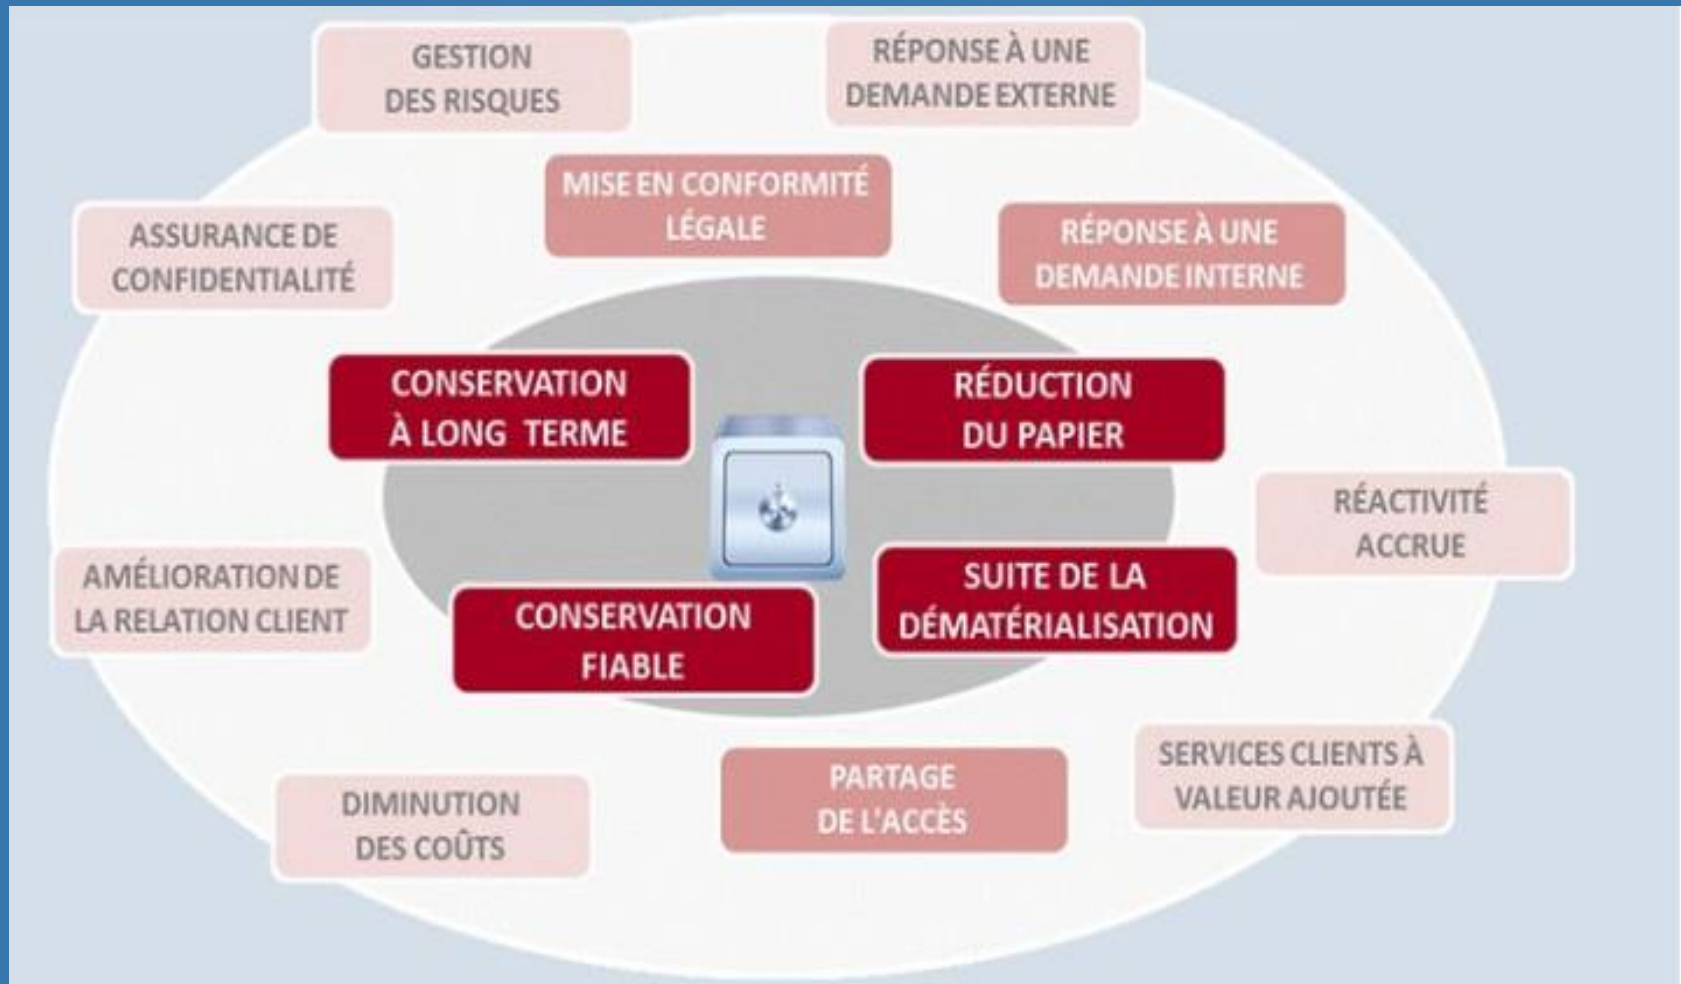 GESTION
DES RISQUES
RÉPONSE À UNE
DEMANDE EXTERNE
MISE EN CONFORMITÉ
LÉGALE
ASSURANCE DE
CONFIDENTIALITÉ
RÉPONSE À UNE
DEMANDE INTERNE
CONSERVATION
À LONG TERME
RÉDUCTION
DU PAPIER
RÉACTIVITÉ
ACCRUE
AMÉLIORATION DE
LA RELATION CLIENT
CONSERVATION
FIABLE
SUITE DE LA
DÉMATÉRIALISATION
SERVICES CLIENTS À
VALEUR AJOUTÉE
DIMINUTION
DES COÛTS
PARTAGE
DE L'ACCÈS